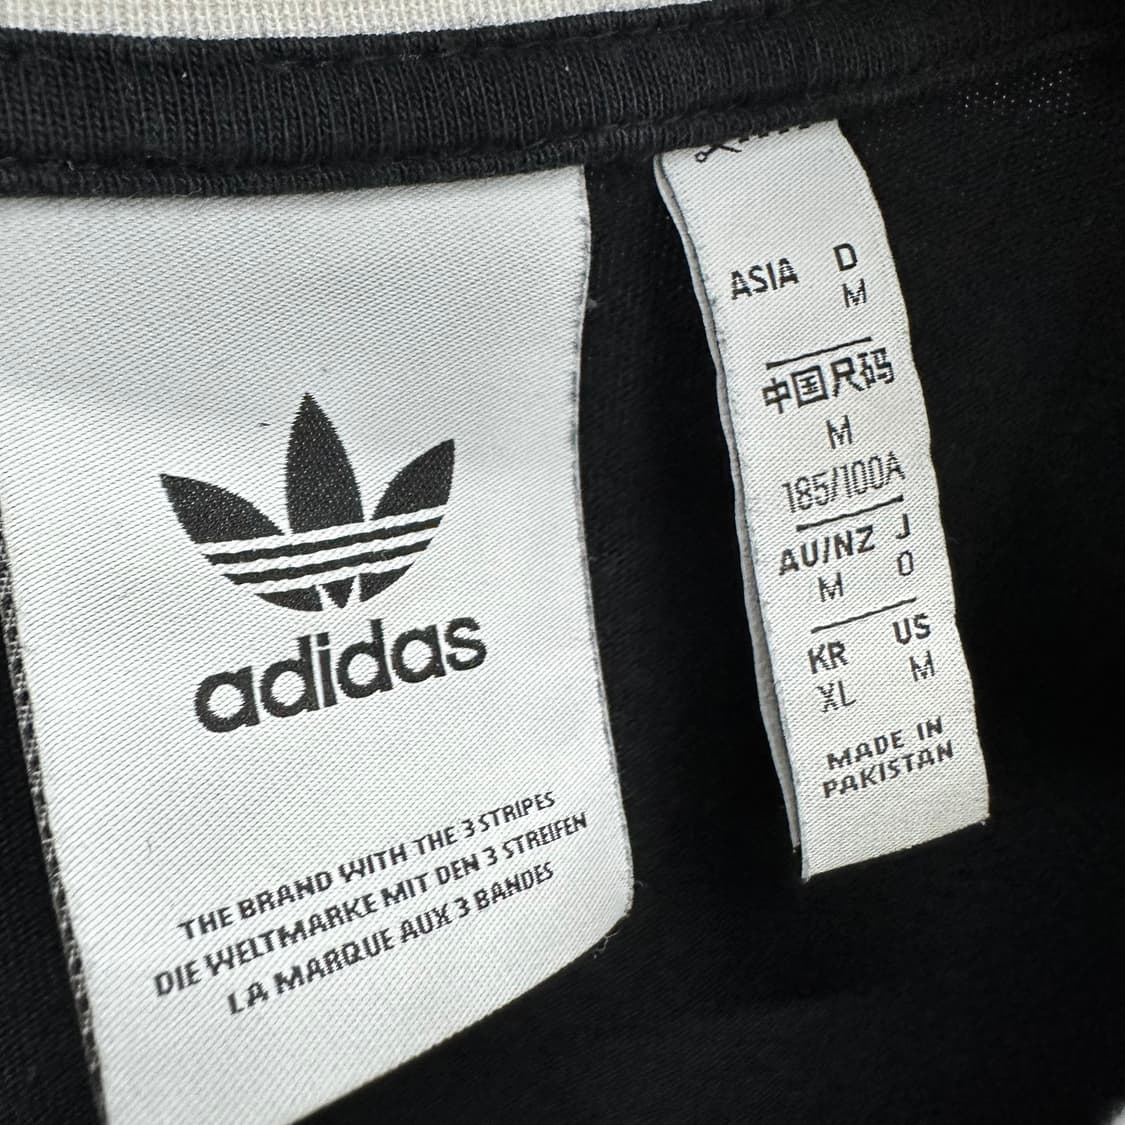 adidas
THE BRAND WITH THE 3 STRIPES
DIE WELTMARKE MIT DEN 3 STREIFEN
LA MARQUE AUX 3 BANDES
ASIA D
M
中国尺码
M
185/100A
AU/NZ J
M O
KR US
XL M
MADE IN
PAKISTAN